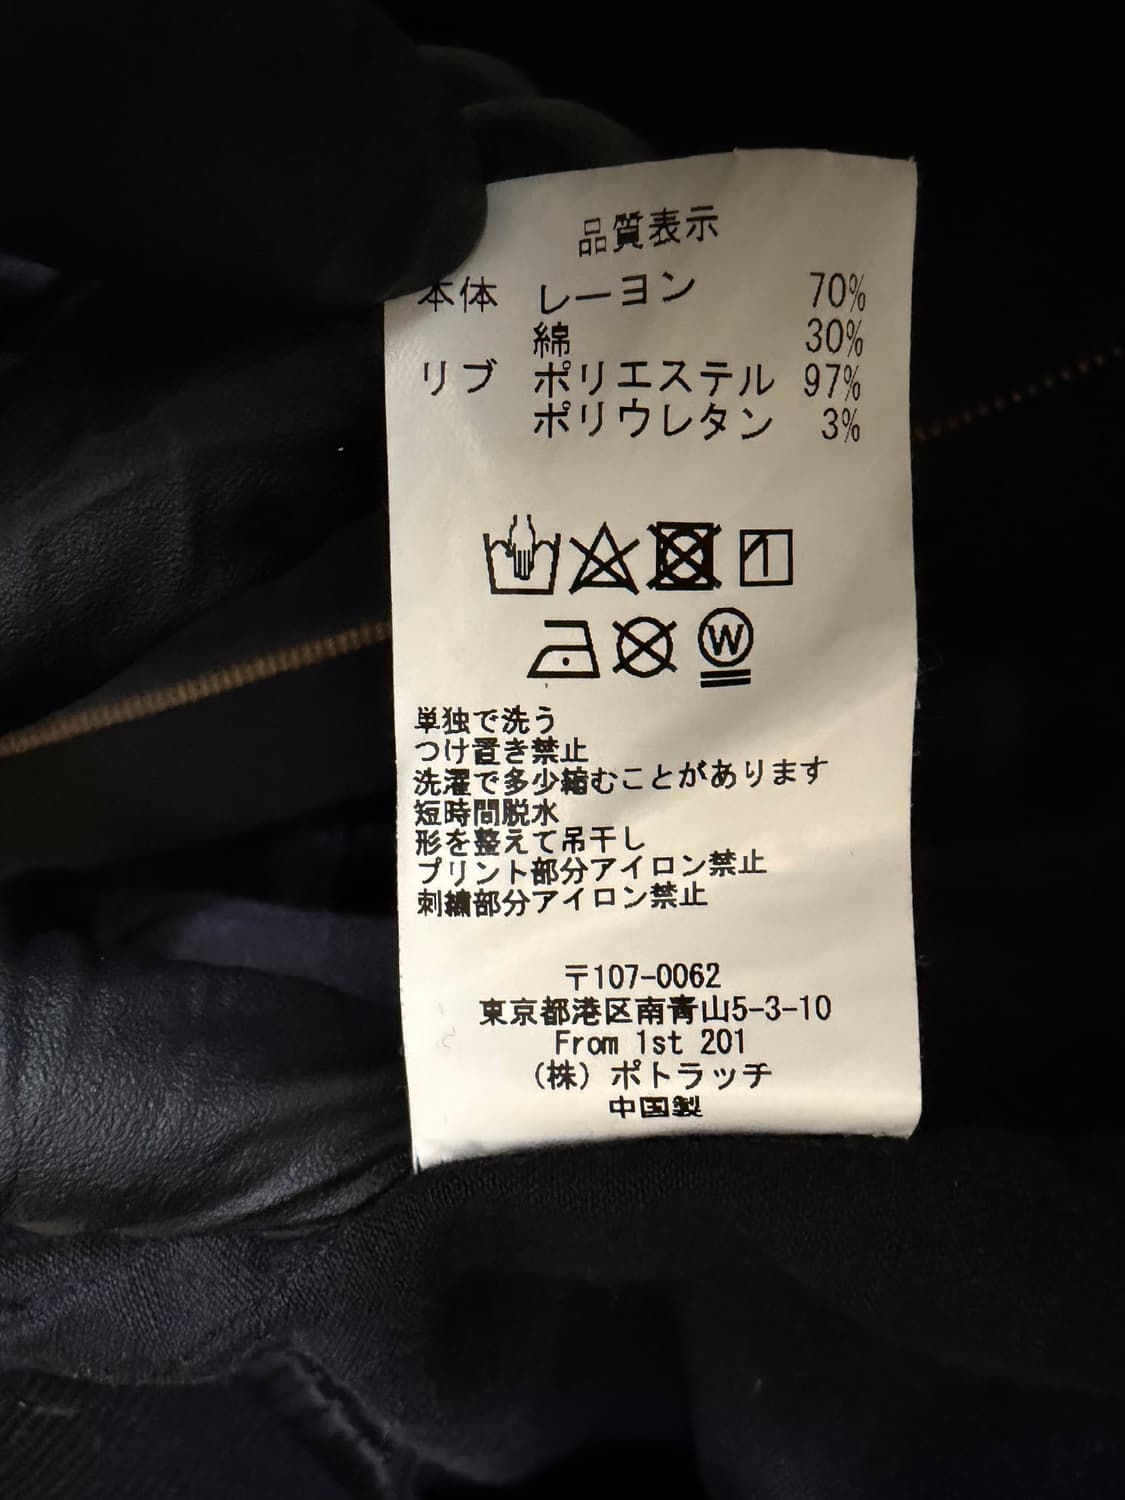 品質表示
本体 レーヨン 70%
綿 30%
リブ ポリエステル 97%
ポリウレタン 3%
W
単独で洗う
つけ置き禁止
洗濯で多少縮むことがあります
短時間脱水
形を整えて吊干し
プリント部分アイロン禁止
刺繍部分アイロン禁止
〒107-0062
東京都港区南青山5-3-10
From 1st 201
(株) ポトラッチ
中国製